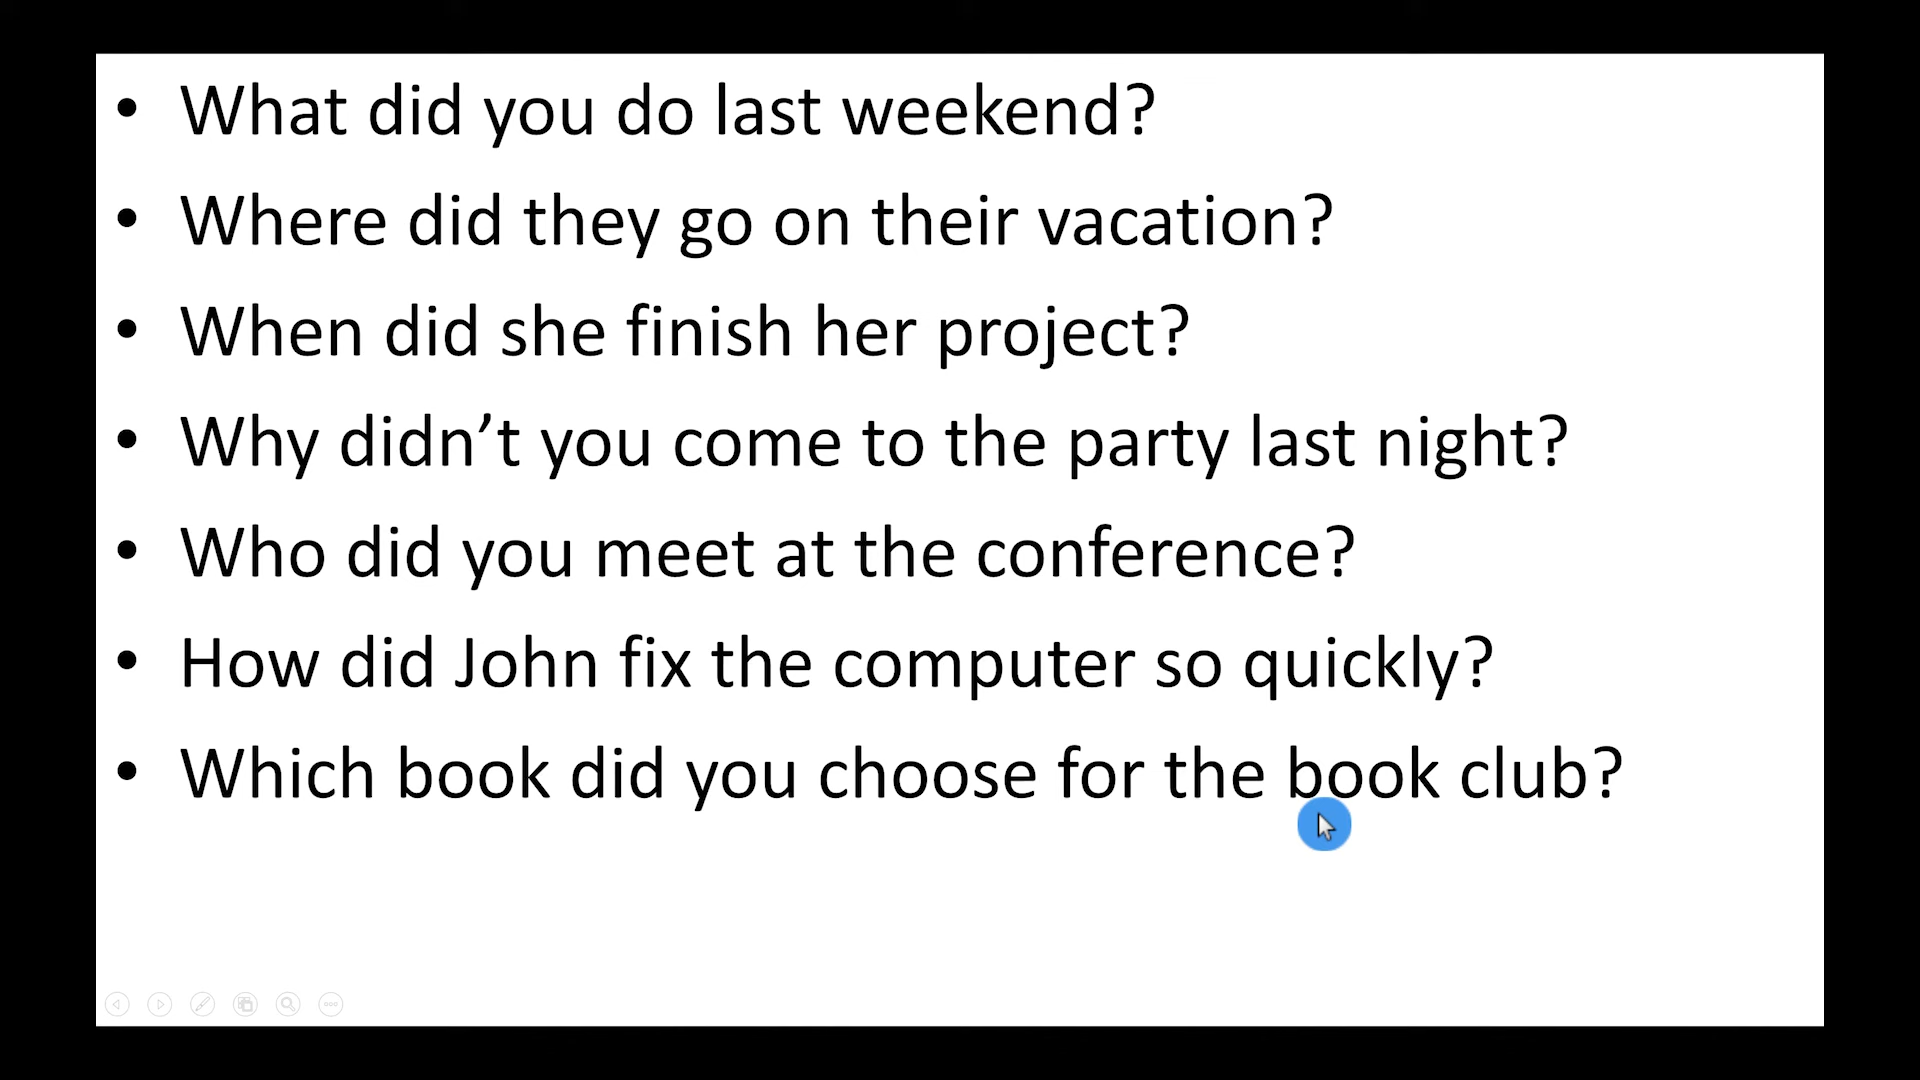 • What did you do last weekend?
• Where did they go on their vacation?
• When did she finish her project?
• Why didn’t you come to the party last night?
• Who did you meet at the conference?
• How did John fix the computer so quickly?
• Which book did you choose for the book club?